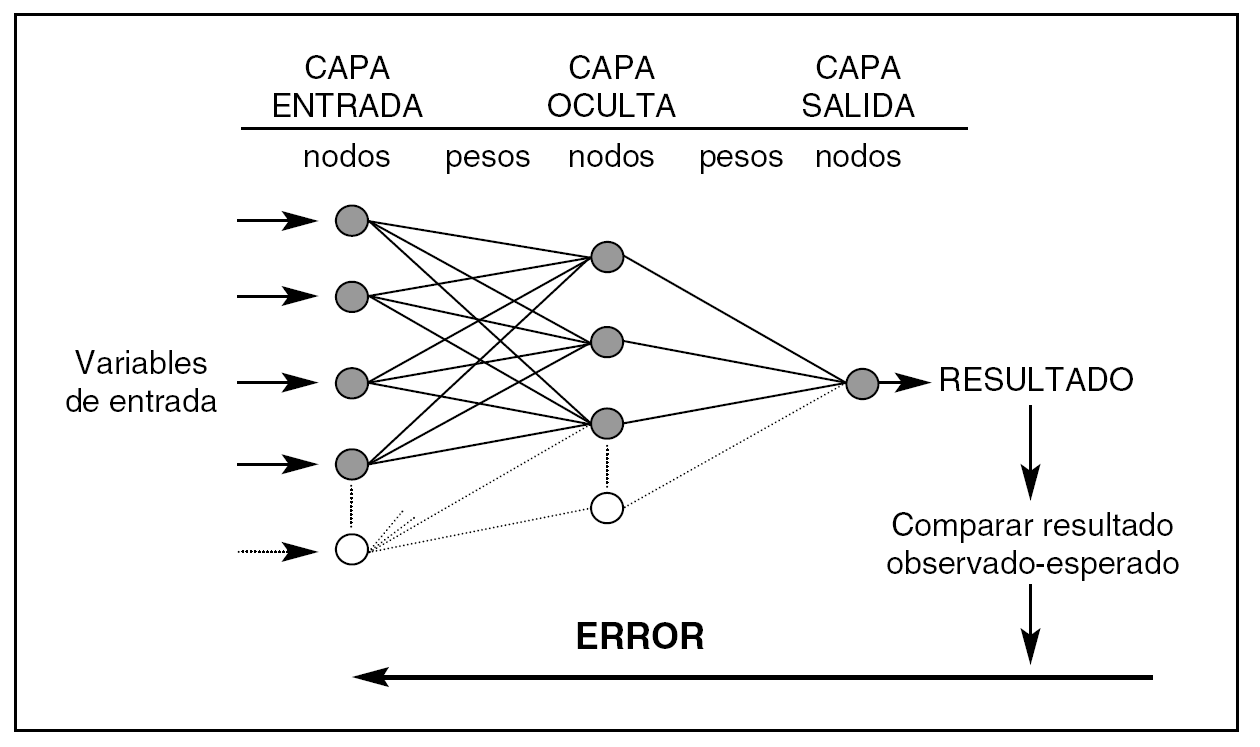 CAPA
ENTRADA
CAPA
OCULTA
CAPA
SALIDA
nodos pesos nodos pesos nodos
Variables
de entrada
RESULTADO
Comparar resultado
observado-esperado
ERROR